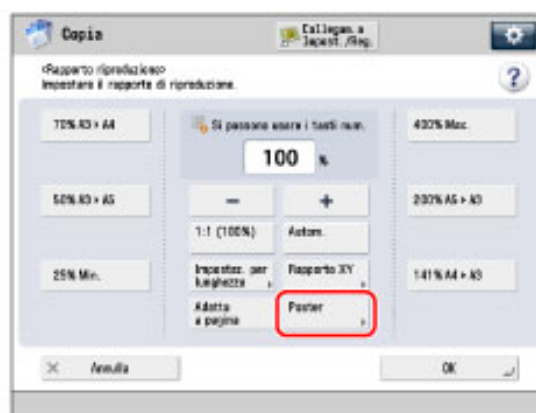 Copia
Collegam. a
Impost./Reg.
<Rapporto riproduzione>
Impostare il rapporto di riproduzione.
?
70% A3 ▸ A4
Si possono usare i tasti num.
400% Max.
100 %
50% A3 ▸ A5
−
+
200% A5 ▸ A3
1:1 (100%)
Autom.
25% Min.
Impostaz. per
lunghezza
Rapporto XY
141% A4 ▸ A3
Adatta
a pagina
Poster
× Annulla
OK